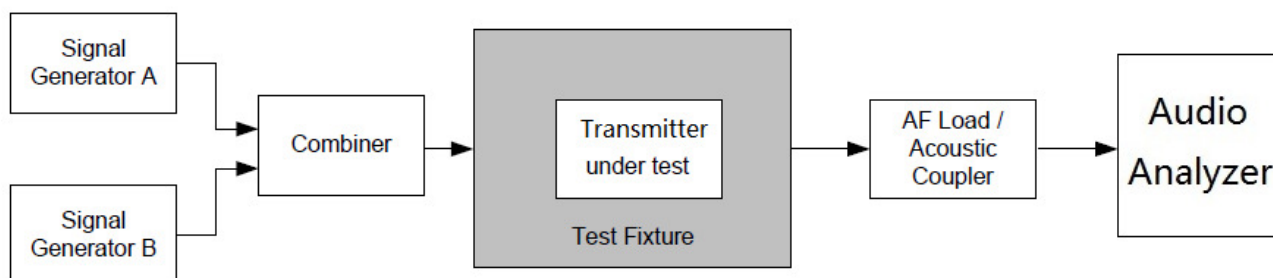 Signal
Generator A
Signal
Generator B
Combiner
Transmitter
under test
Test Fixture
AF Load /
Acoustic
Coupler
Audio
Analyzer